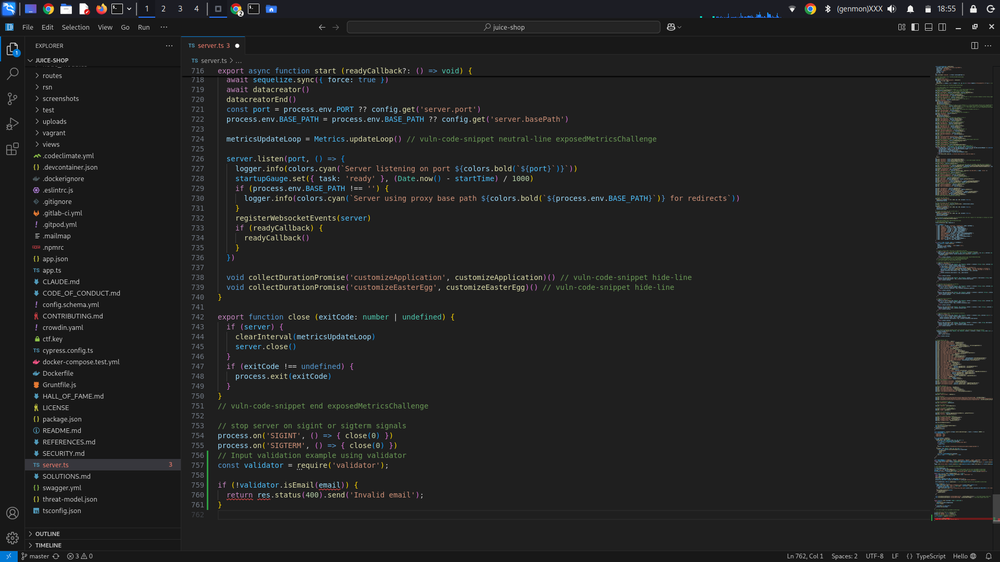 1 2 3 4
2
(genmon)XXX
18:55
File Edit Selection View Go Run ···
juice-shop
1
EXPLORER
JUICE-SHOP
routes
rsn
screenshots
test
uploads
vagrant
views
.codeclimate.yml
.devcontainer.json
.dockerignore
.eslintrc.js
.gitignore
.gitlab-ci.yml
.gitpod.yml
.mailmap
.npmrc
app.json
app.ts
CLAUDE.md
CODE_OF_CONDUCT.md
config.schema.yml
CONTRIBUTING.md
crowdin.yaml
ctf.key
cypress.config.ts
docker-compose.test.yml
Dockerfile
Gruntfile.js
HALL_OF_FAME.md
LICENSE
package.json
README.md
REFERENCES.md
SECURITY.md
server.ts 3
SOLUTIONS.md
swagger.yml
threat-model.json
tsconfig.json
OUTLINE
TIMELINE
TS server.ts 3
TS server.ts > ...
716 export async function start (readyCallback?: () => void) {
718 await sequelize.sync({ force: true })
719 await datacreator()
720 datacreatorEnd()
721 const port = process.env.PORT ?? config.get('server.port')
722 process.env.BASE_PATH = process.env.BASE_PATH ?? config.get('server.basePath')
723
724 metricsUpdateLoop = Metrics.updateLoop() // vuln-code-snippet neutral-line exposedMetricsChallenge
725
726 server.listen(port, () => {
727 logger.info(colors.cyan(`Server listening on port ${colors.bold(`${port}`)}`))
728 startupGauge.set({ task: 'ready' }, (Date.now() - startTime) / 1000)
729 if (process.env.BASE_PATH !== '') {
730 logger.info(colors.cyan(`Server using proxy base path ${colors.bold(`${process.env.BASE_PATH}`)} for redirects`))
731 }
732 registerWebsocketEvents(server)
733 if (readyCallback) {
734 readyCallback()
735 }
736 })
737
738 void collectDurationPromise('customizeApplication', customizeApplication)() // vuln-code-snippet hide-line
739 void collectDurationPromise('customizeEasterEgg', customizeEasterEgg)() // vuln-code-snippet hide-line
740 }
741
742 export function close (exitCode: number | undefined) {
743 if (server) {
744 clearInterval(metricsUpdateLoop)
745 server.close()
746 }
747 if (exitCode !== undefined) {
748 process.exit(exitCode)
749 }
750 }
751 // vuln-code-snippet end exposedMetricsChallenge
752
753 // stop server on sigint or sigterm signals
754 process.on('SIGINT', () => { close(0) })
755 process.on('SIGTERM', () => { close(0) })
756 // Input validation example using validator
757 const validator = require('validator');
758
759 if (!validator.isEmail(email)) {
760 return res.status(400).send('Invalid email');
761 }
762
master
3 0
Ln 762, Col 1 Spaces: 2 UTF-8 LF {} TypeScript Hello